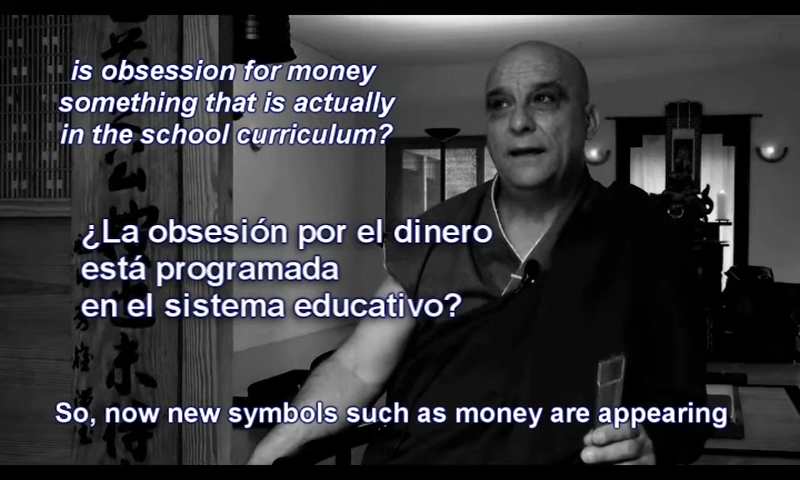 is obsession for money
something that is actually
in the school curriculum?
¿La obsesión por el dinero
está programada
en el sistema educativo?
So, now new symbols such as money are appearing